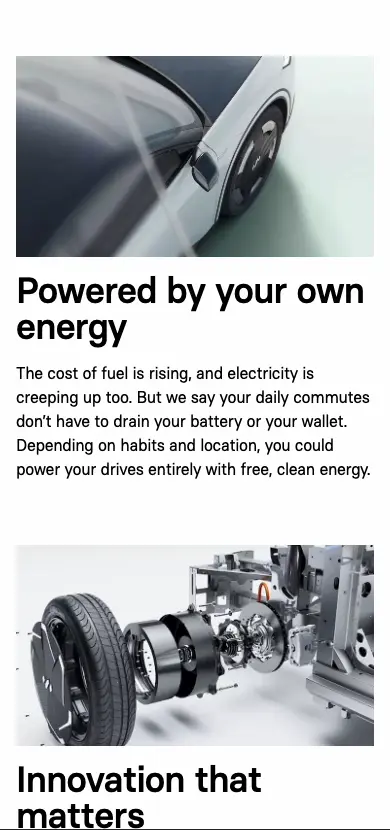 Powered by your own
energy
The cost of fuel is rising, and electricity is
creeping up too. But we say your daily commutes
don't have to drain your battery or your wallet.
Depending on habits and location, you could
power your drives entirely with free, clean energy.
Innovation that
matters